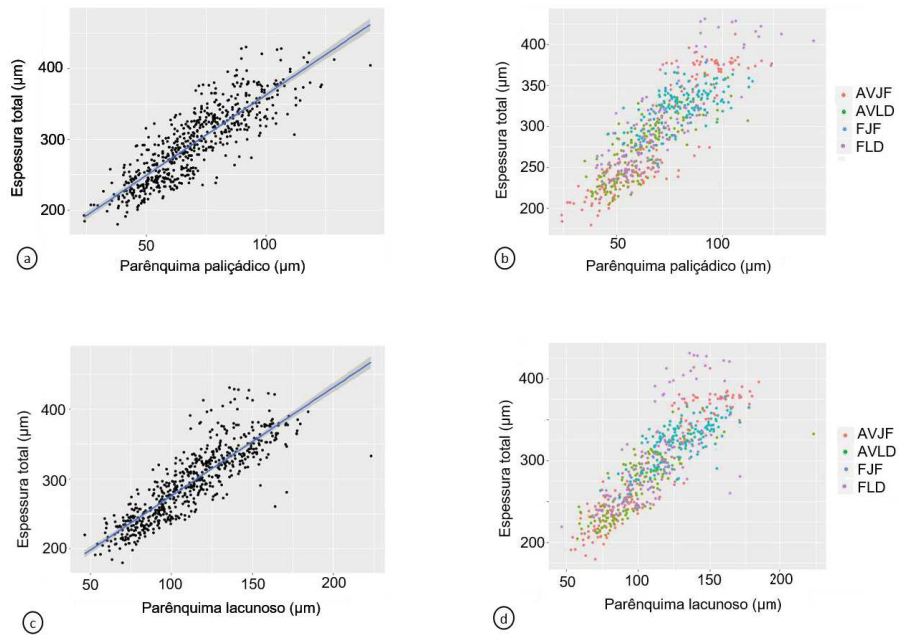 400
300
200
50
100
Espessura total (µm)
Parênquima paliçádico (µm)
a
400
350
300
250
200
50
100
Espessura total (µm)
Parênquima paliçádico (µm)
AVJF
AVLD
FJF
FLD
b
400
300
200
50
100
150
200
Espessura total (µm)
Parênquima lacunoso (µm)
c
400
350
300
250
200
50
100
150
200
Espessura total (µm)
Parênquima lacunoso (µm)
AVJF
AVLD
FJF
FLD
d